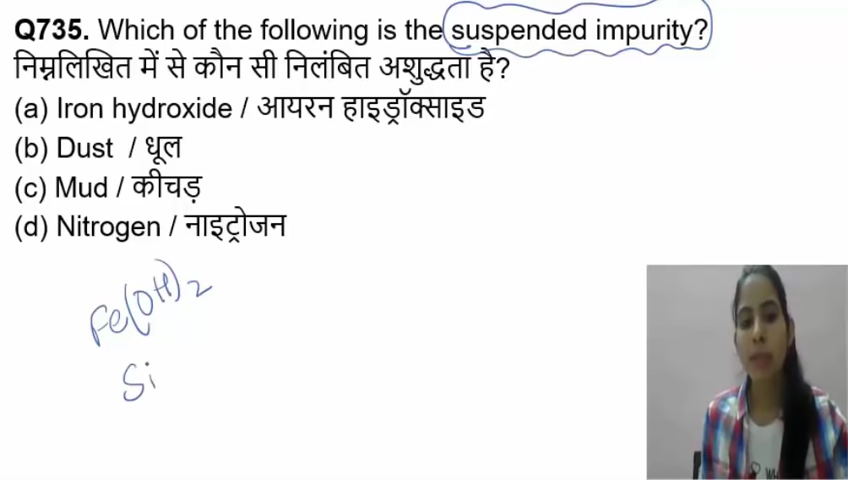 Q735. Which of the following is the suspended impurity?
निम्नलिखित में से कौन सी निलंबित अशुद्धता है?
(a) Iron hydroxide / आयरन हाइड्रॉक्साइड
(b) Dust / धूल
(c) Mud / कीचड़
(d) Nitrogen / नाइट्रोजन
Fe(OH)2
Si